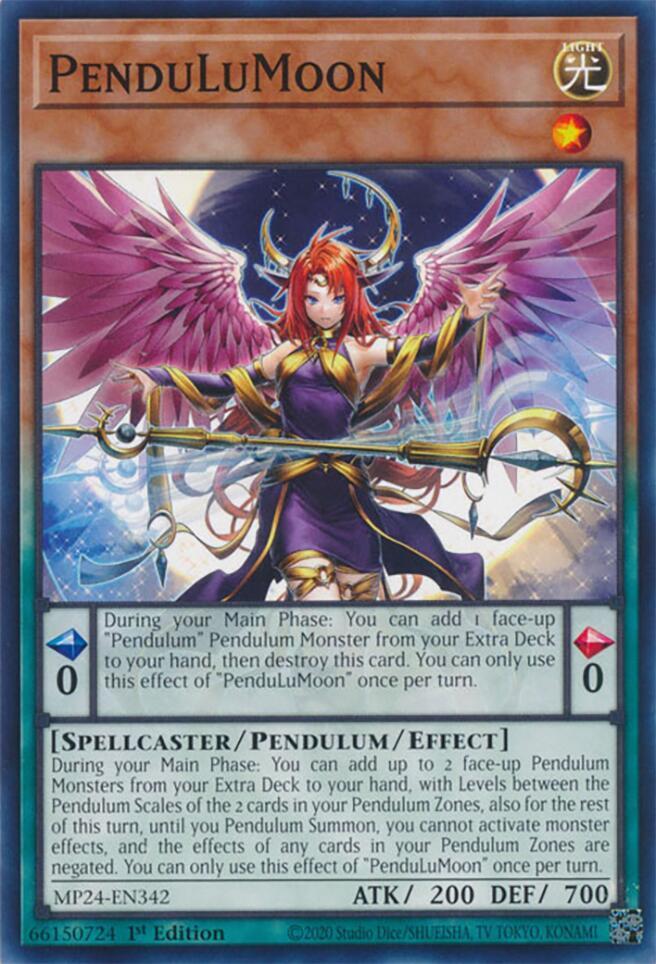 PenduLuMoon
LIGHT
光
During your Main Phase: You can add 1 face-up
"Pendulum" Pendulum Monster from your Extra Deck
to your hand, then destroy this card. You can only use
this effect of "PenduLuMoon" once per turn.
0
0
[Spellcaster/Pendulum/Effect]
During your Main Phase: You can add up to 2 face-up Pendulum
Monsters from your Extra Deck to your hand, with Levels between the
Pendulum Scales of the 2 cards in your Pendulum Zones, also for the rest
of this turn, until you Pendulum Summon, you cannot activate monster
effects, and the effects of any cards in your Pendulum Zones are
negated. You can only use this effect of "PenduLuMoon" once per turn.
MP24-EN342
ATK/ 200 DEF/ 700
66150724 1st Edition
©2020 Studio Dice/SHUEISHA, TV TOKYO, KONAMI